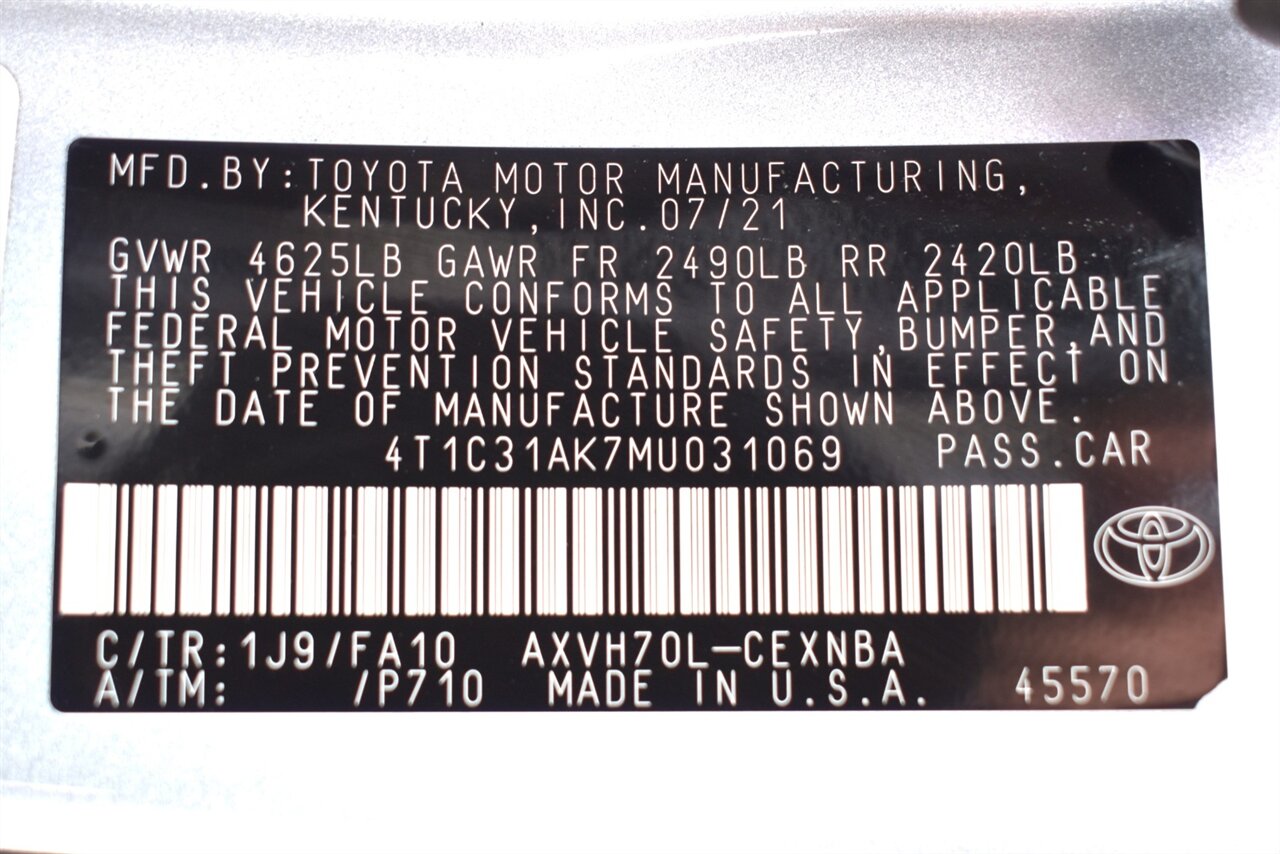 MFD.BY:TOYOTA MOTOR MANUFACTURING,
KENTUCKY,INC.07/21
GVWR 4625LB GAWR FR 2490LB RR 2420LB
THIS VEHICLE CONFORMS TO ALL APPLICABLE
FEDERAL MOTOR VEHICLE SAFETY,BUMPER,AND
THEFT PREVENTION STANDARDS IN EFFECT ON
THE DATE OF MANUFACTURE SHOWN ABOVE.
4T1C31AK7MU031069 PASS.CAR
C/TR:1J9/FA10 AXVH70L-CEXNBA
A/TM: /P710 MADE IN U.S.A. 45570